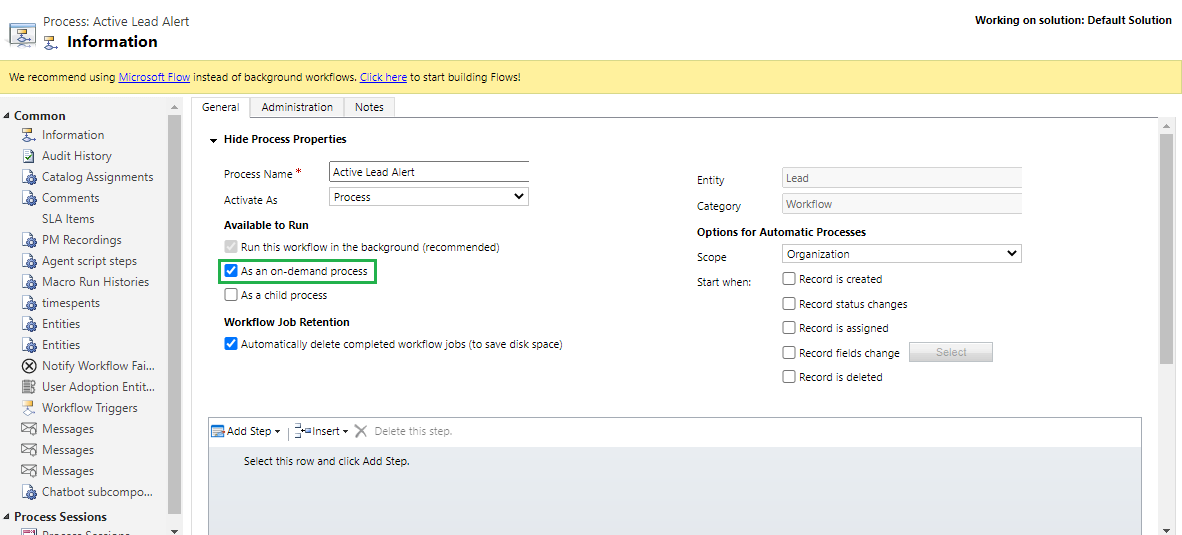 Process: Active Lead Alert
Working on solution: Default Solution
Information
We recommend using Microsoft Flow instead of background workflows. Click here to start building Flows!
Common
Information
Audit History
Catalog Assignments
Comments
SLA Items
PM Recordings
Agent script steps
Macro Run Histories
timespents
Entities
Entities
Notify Workflow Fai...
User Adoption Entit...
Workflow Triggers
Messages
Messages
Messages
Chatbot subcompo...
Process Sessions
Process Sessions
General Administration Notes
Hide Process Properties
Process Name * Active Lead Alert
Activate As Process
Available to Run
Run this workflow in the background (recommended)
As an on-demand process
As a child process
Workflow Job Retention
Automatically delete completed workflow jobs (to save disk space)
Entity Lead
Category Workflow
Options for Automatic Processes
Scope Organization
Start when: Record is created
Record status changes
Record is assigned
Record fields change Select
Record is deleted
Add Step Insert Delete this step.
Select this row and click Add Step.